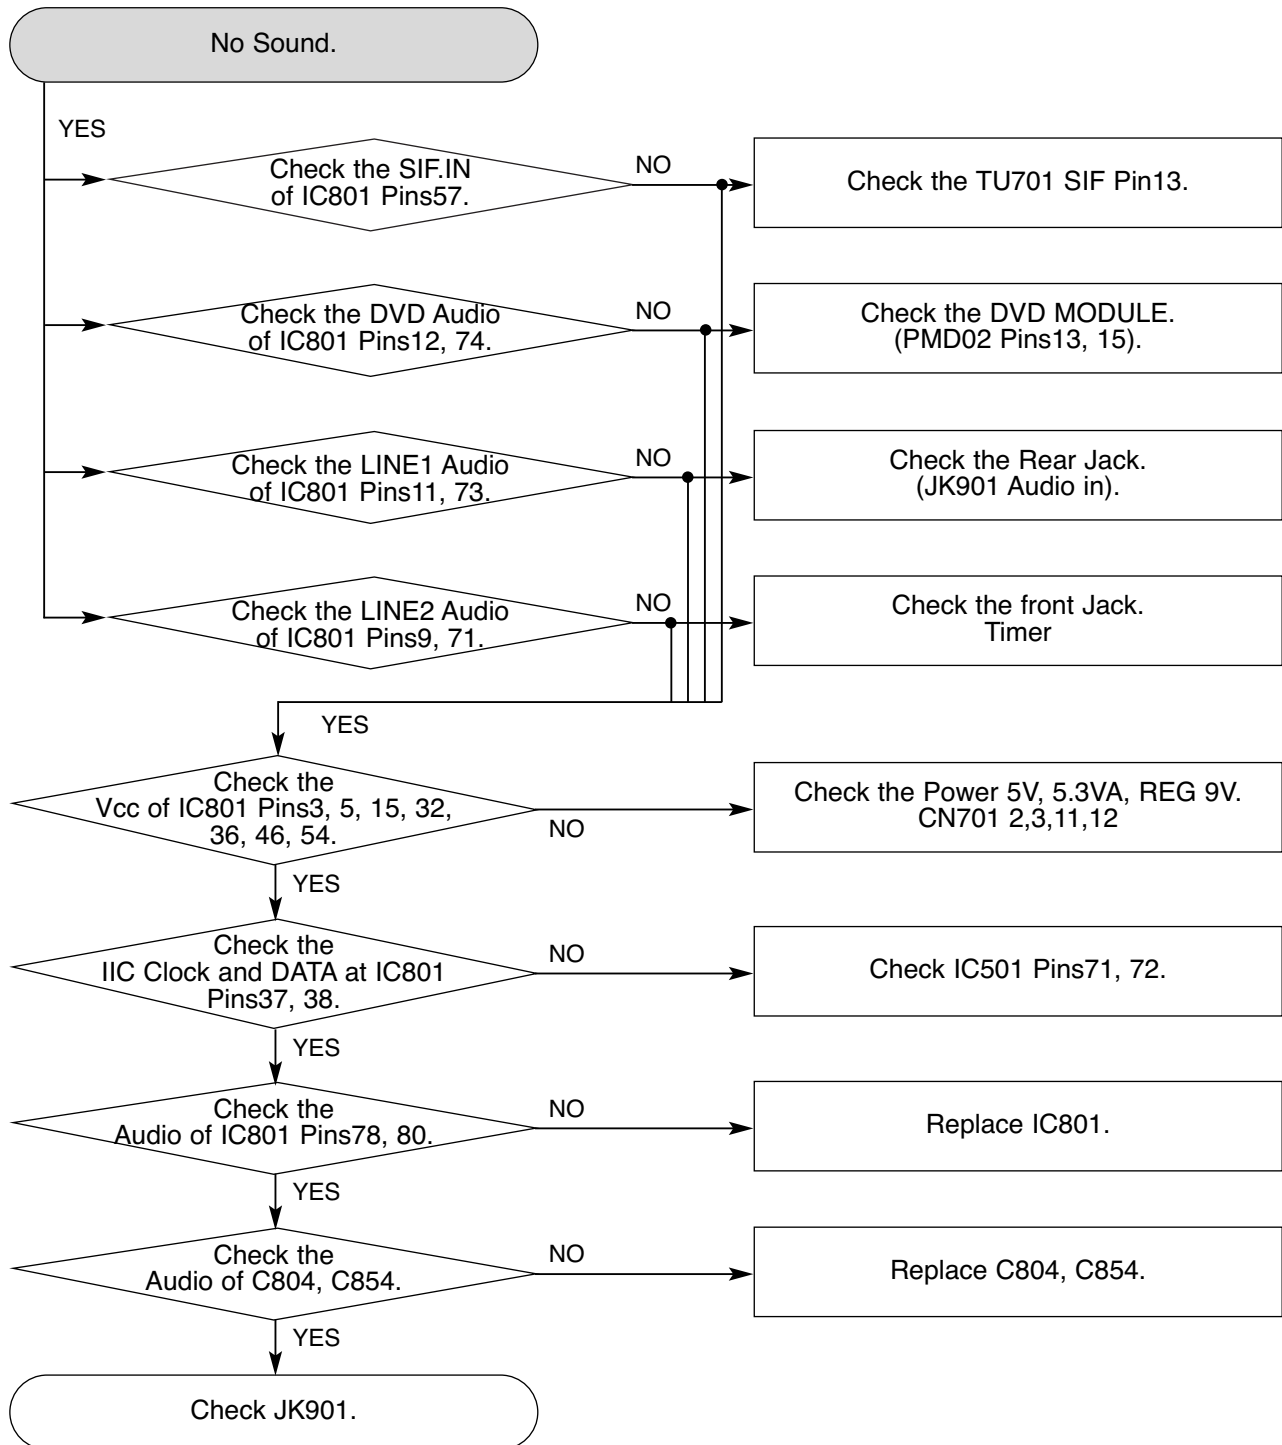 No Sound.
YES
Check the SIF.IN
of IC801 Pins57.
NO
Check the TU701 SIF Pin13.
Check the DVD Audio
of IC801 Pins12, 74.
NO
Check the DVD MODULE.
(PMD02 Pins13, 15).
Check the LINE1 Audio
of IC801 Pins11, 73.
NO
Check the Rear Jack.
(JK901 Audio in).
Check the LINE2 Audio
of IC801 Pins9, 71.
NO
Check the front Jack.
Timer
YES
Check the
Vcc of IC801 Pins3, 5, 15, 32,
36, 46, 54.
NO
Check the Power 5V, 5.3VA, REG 9V.
CN701 2,3,11,12
YES
Check the
IIC Clock and DATA at IC801
Pins37, 38.
NO
Check IC501 Pins71, 72.
YES
Check the
Audio of IC801 Pins78, 80.
NO
Replace IC801.
YES
Check the
Audio of C804, C854.
NO
Replace C804, C854.
YES
Check JK901.